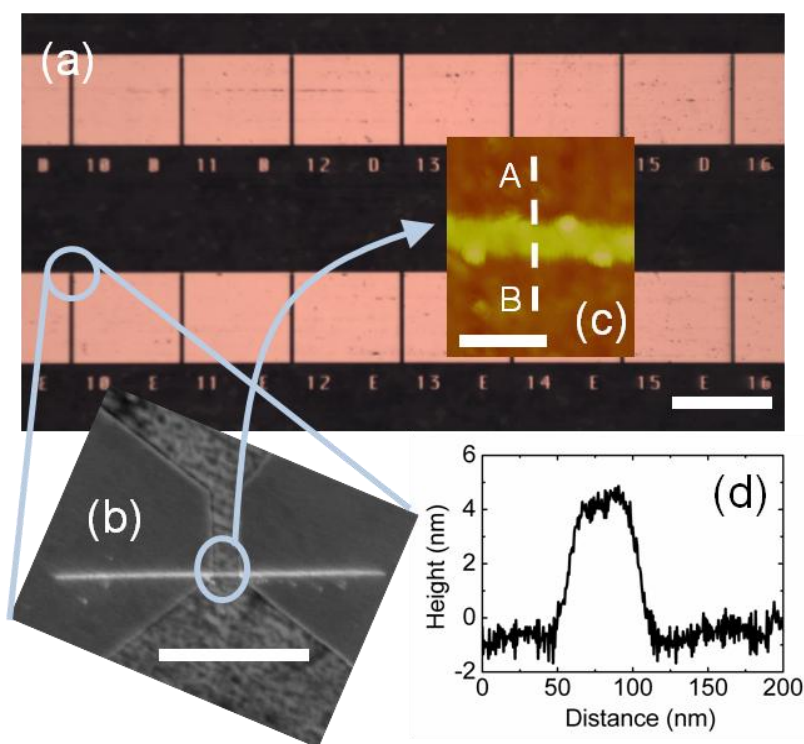 (a)
D 10 D 11 D 12 D 13 15 D 16
A
B
(c)
E 10 E 11 E 12 E 13 E 14 E 15 E 16
(b)
(d)
Height (nm)
6
4
2
0
-2
0 50 100 150 200
Distance (nm)